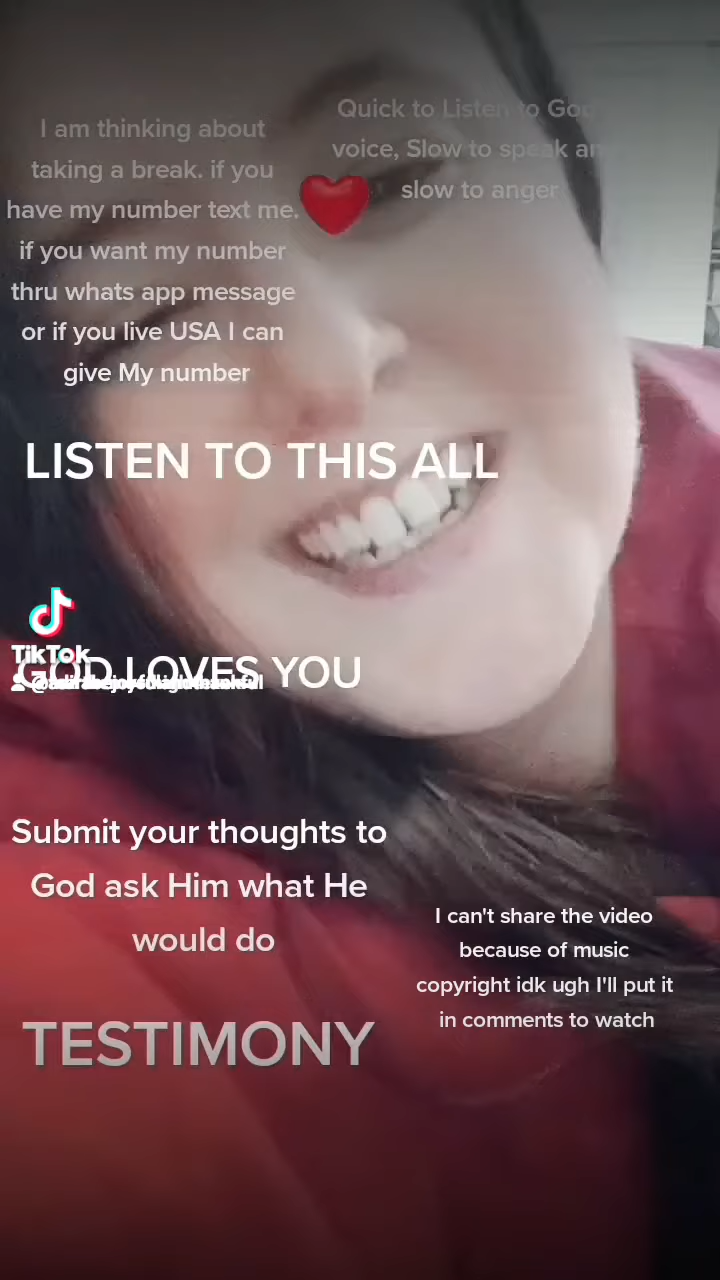 I am thinking about
taking a break. if you
have my number text me.
if you want my number
thru whats app message
or if you live USA I can
give My number
Quick to Listen to God
voice, Slow to speak an
slow to anger
LISTEN TO THIS ALL
TikTok
GOD LOVES YOU
Submit your thoughts to
God ask Him what He
would do
I can't share the video
because of music
copyright idk ugh I'll put it
in comments to watch
TESTIMONY